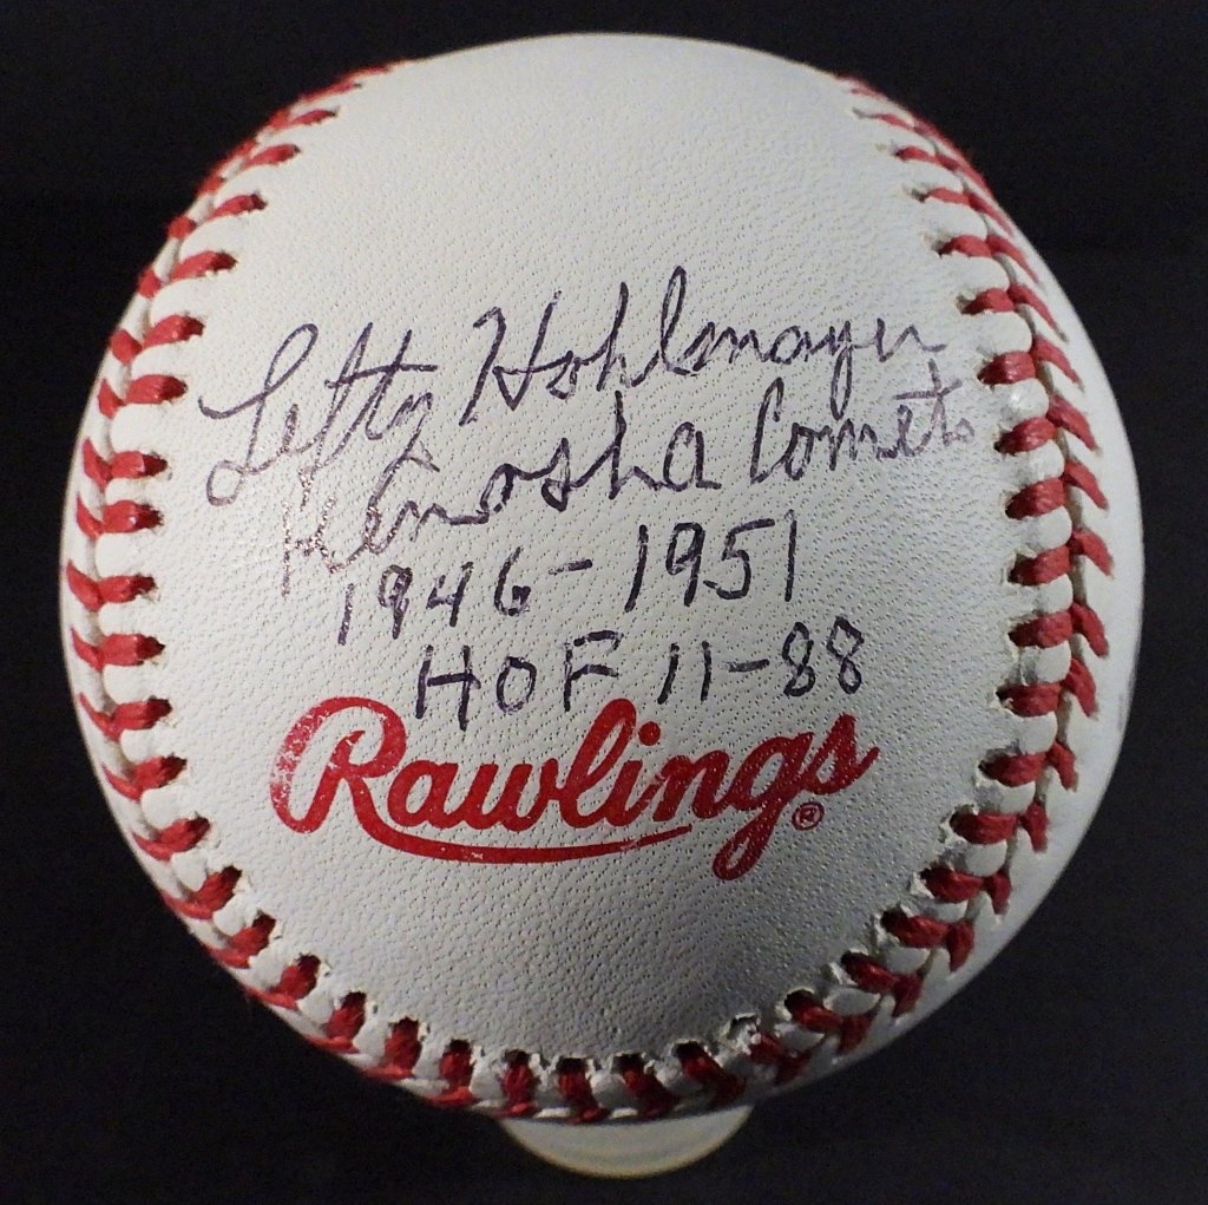 Lefty Hohlmayer
Kenosha Comets
1946-1951
HOF 11-88
Rawlings®